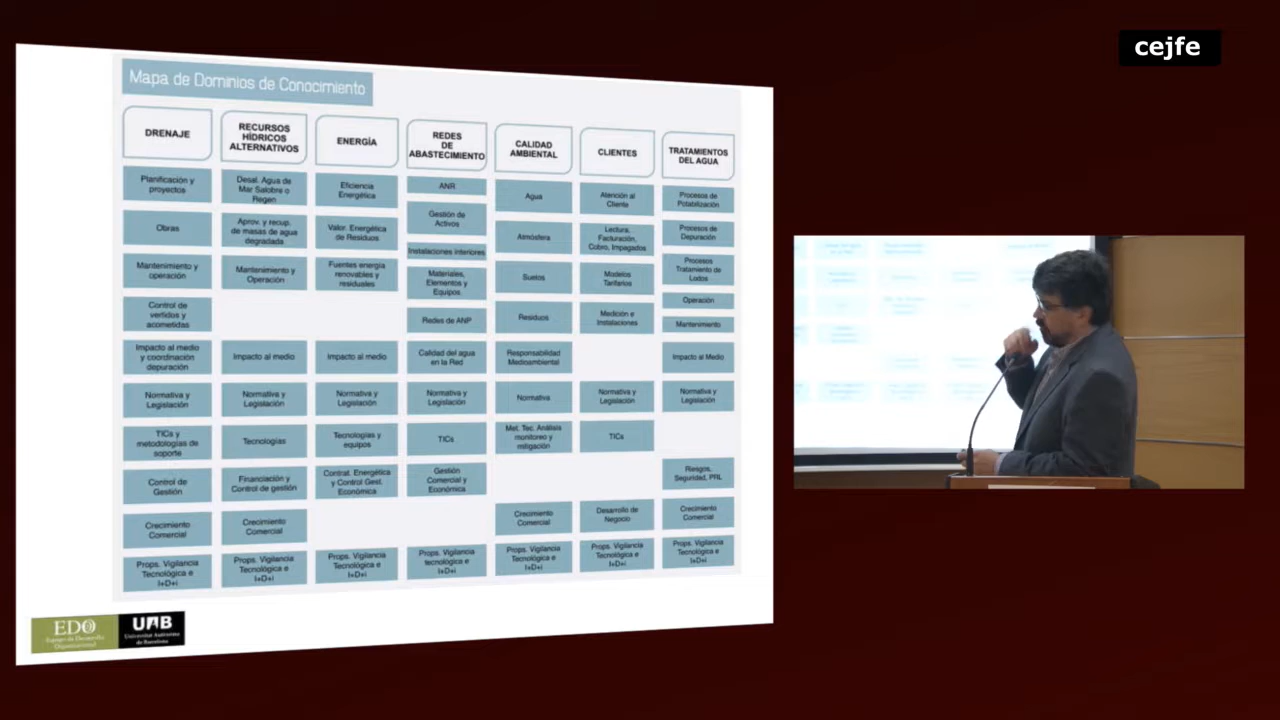 cejfe
Mapa de Dominios de Conocimiento
DRENAJE
Planificación y
proyectos
Obras
Mantenimiento y
operación
Control de
vertidos y
acometidas
Impacto al medio
y coordinación
depuración
Normativa y
Legislación
TICs y
metodologías de
soporte
Control de
Gestión
Crecimiento
Comercial
Props. Vigilancia
Tecnológica e
I+D+i
RECURSOS
HÍDRICOS
ALTERNATIVOS
Desal. Agua de
Mar Salobre o
Regen
Aprov. y recup.
de masas de agua
degradada
Mantenimiento y
Operación
Impacto al medio
Normativa y
Legislación
Tecnologías
Financiación y
Control de gestión
Crecimiento
Comercial
Props. Vigilancia
Tecnológica e
I+D+i
ENERGÍA
Eficiencia
Energética
Valor. Energética
de Residuos
Fuentes energía
renovables y
residuales
Impacto al medio
Normativa y
Legislación
Tecnologías y
equipos
Contrat. Energética
y Control Gest.
Económica
Props. Vigilancia
Tecnológica e
I+D+i
REDES
DE
ABASTECIMIENTO
ANR
Gestión de
Activos
Instalaciones interiores
Materiales,
Elementos y
Equipos
Redes de ANP
Calidad del agua
en la Red
Normativa y
Legislación
TICs
Gestión
Comercial y
Económica
Props. Vigilancia
tecnológica e
I+D+i
CALIDAD
AMBIENTAL
Agua
Atmósfera
Suelos
Residuos
Responsabilidad
Medioambiental
Normativa
Met. Tec. Análisis
monitoreo y
mitigación
Crecimiento
Comercial
Props. Vigilancia
Tecnológica e
I+D+i
CLIENTES
Atención al
Cliente
Lectura,
Facturación,
Cobro, Impagados
Modelos
Tarifarios
Medición e
Instalaciones
Normativa y
Legislación
TICs
Desarrollo de
Negocio
Props. Vigilancia
Tecnológica e
I+D+i
TRATAMIENTOS
DEL AGUA
Procesos de
Potabilización
Procesos de
Depuración
Procesos
Tratamiento de
Lodos
Operación
Mantenimiento
Impacto al Medio
Normativa y
Legislación
Riesgos,
Seguridad, PRL
Crecimiento
Comercial
Props. Vigilancia
Tecnológica e
I+D+i
EDO
Equipo de Desarrollo
Organizacional
UAB
Universitat Autònoma
de Barcelona